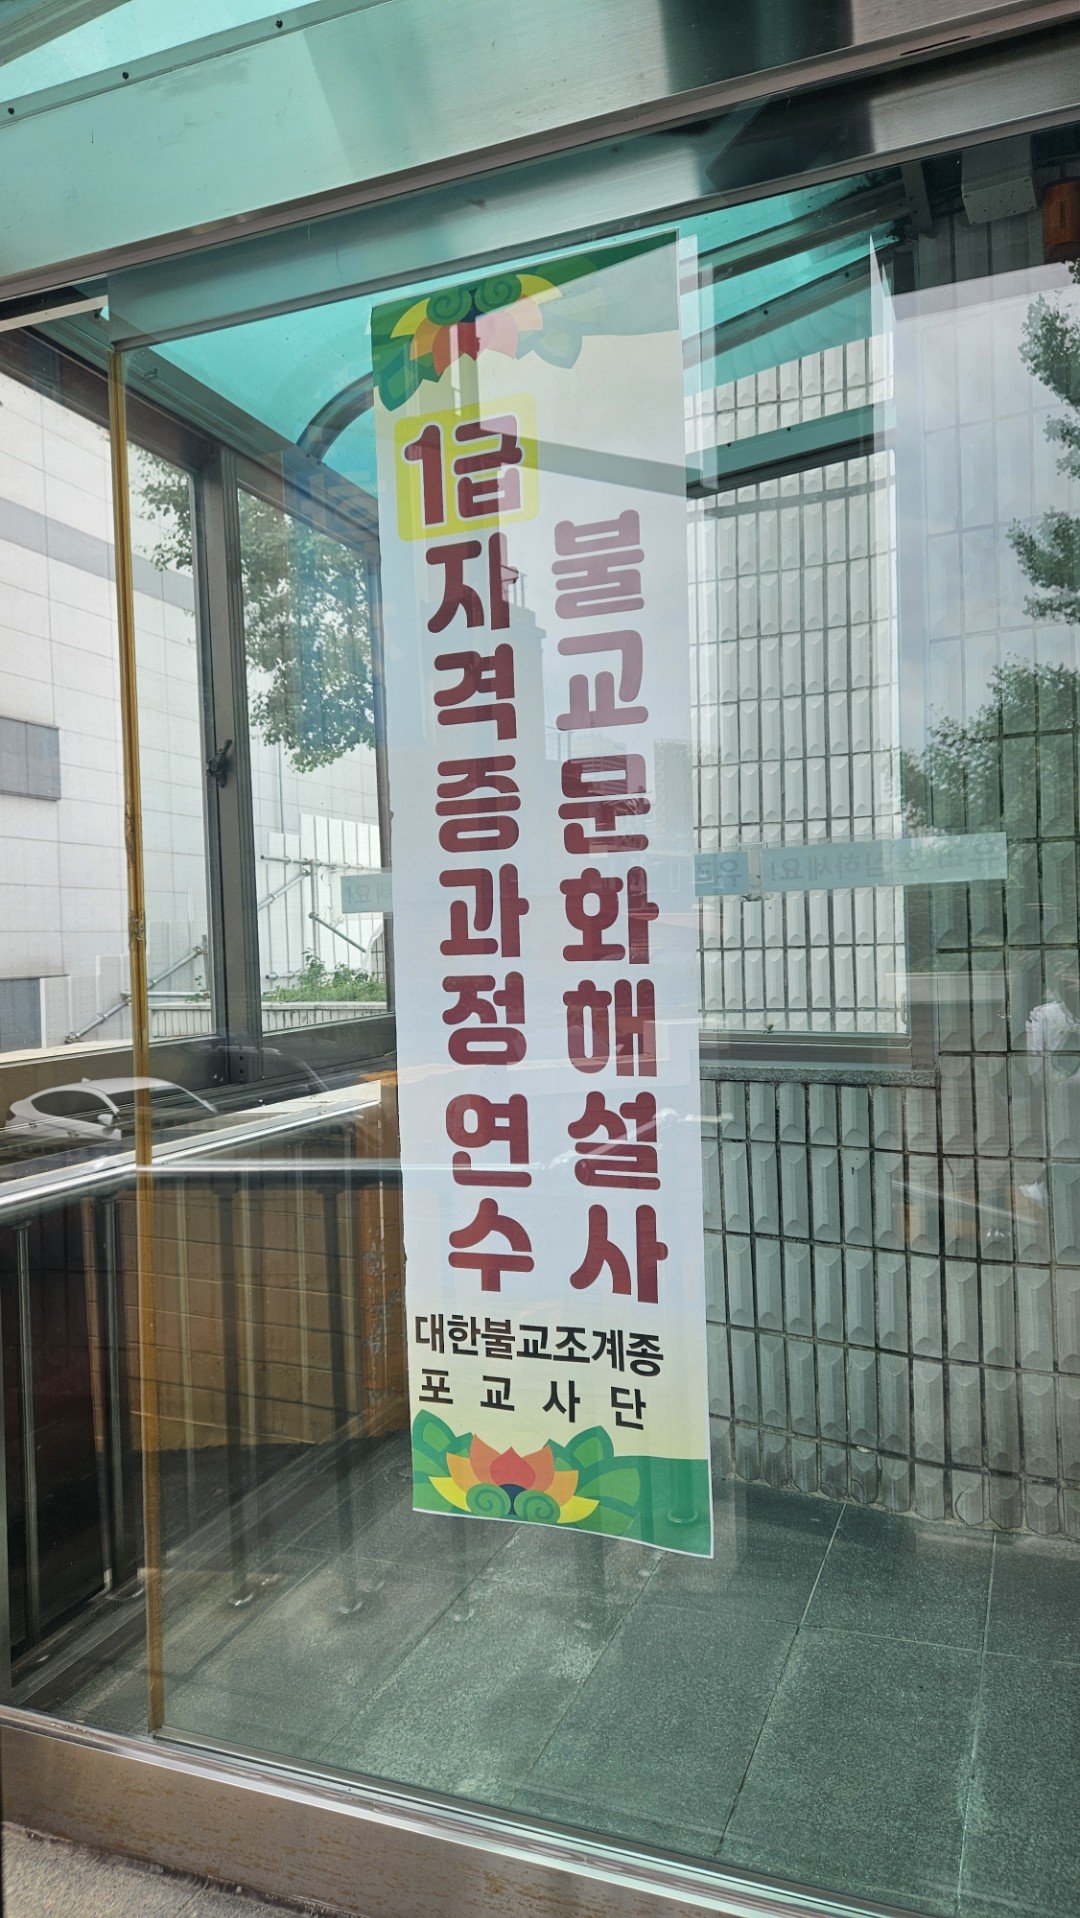 불교문화해설사
1급자격증과정 연수
대한불교조계종
포교사단